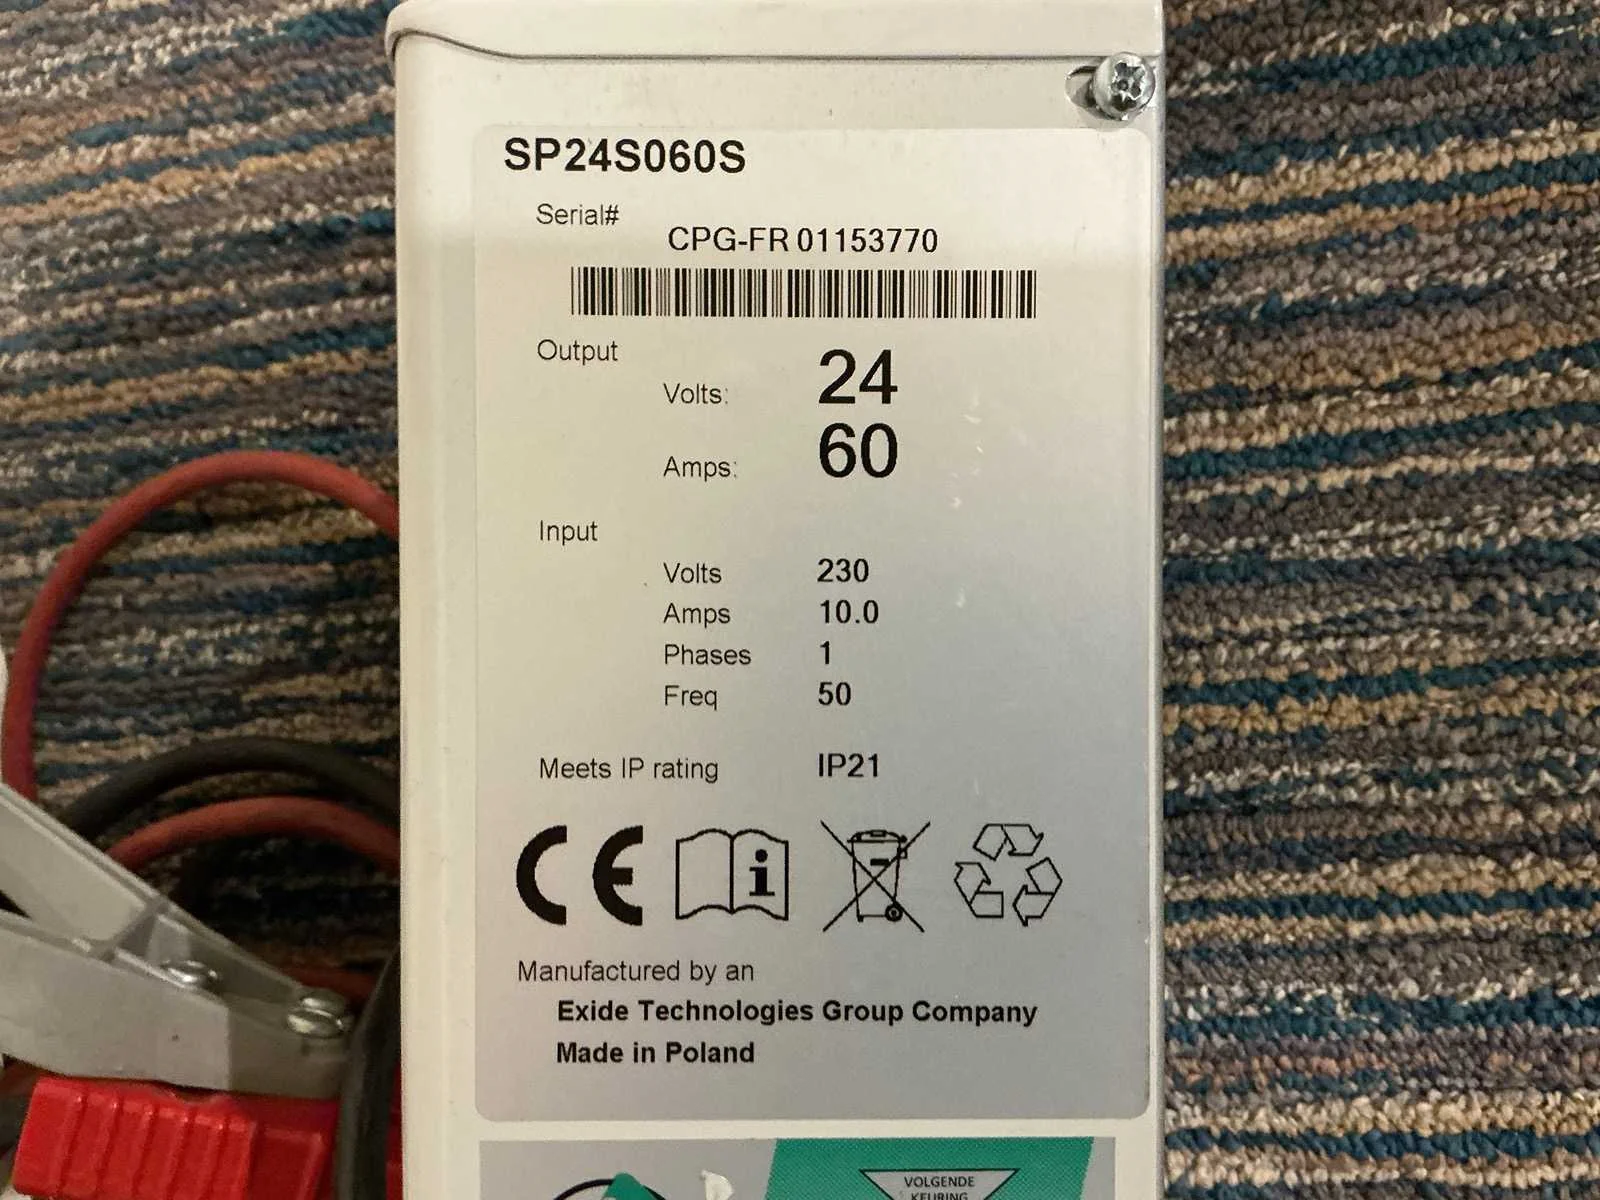 SP24S060S
Serial#
CPG-FR 01153770
Output
Volts: 24
Amps: 60
Input
Volts 230
Amps 10.0
Phases 1
Freq 50
Meets IP rating IP21
CE
Manufactured by an
Exide Technologies Group Company
Made in Poland
VOLGENDE
KEURING